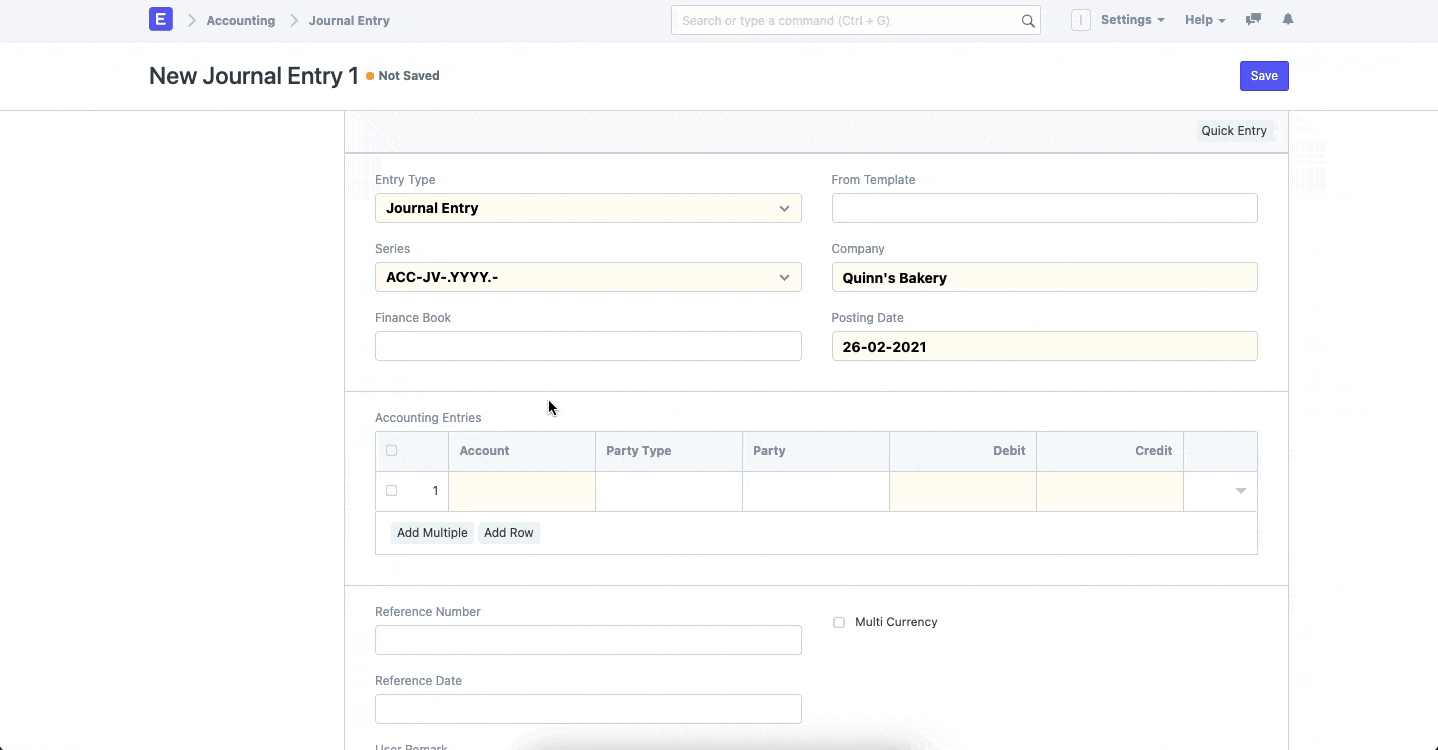 E Accounting Journal Entry Search or type a command (Ctrl + G) I Settings Help
New Journal Entry 1 Not Saved Save
Quick Entry
Entry Type From Template
Journal Entry
Series Company
ACC-JV-.YYYY.- Quinn's Bakery
Finance Book Posting Date
26-02-2021
Accounting Entries
Account Party Type Party Debit Credit
1
Add Multiple Add Row
Reference Number Multi Currency
Reference Date
User Remark